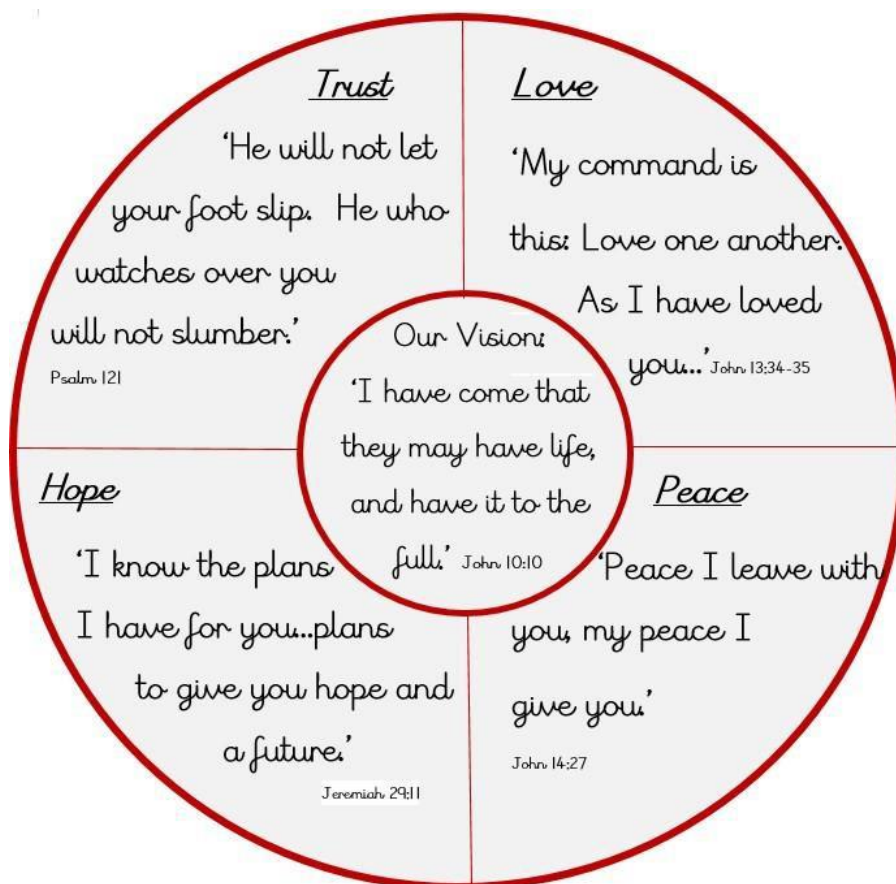 Trust
'He will not let
your foot slip.  He who
watches over you
will not slumber.'
Psalm 121
Love
'My command is
this: Love one another.
As I have loved
you...' John 13:34-35
Our Vision:
'I have come that
they may have life,
and have it to the
full.' John 10:10
Hope
'I know the plans
I have for you...plans
to give you hope and
a future.'
Jeremiah 29:11
Peace
'Peace I leave with
you, my peace I
give you.'
John 14:27